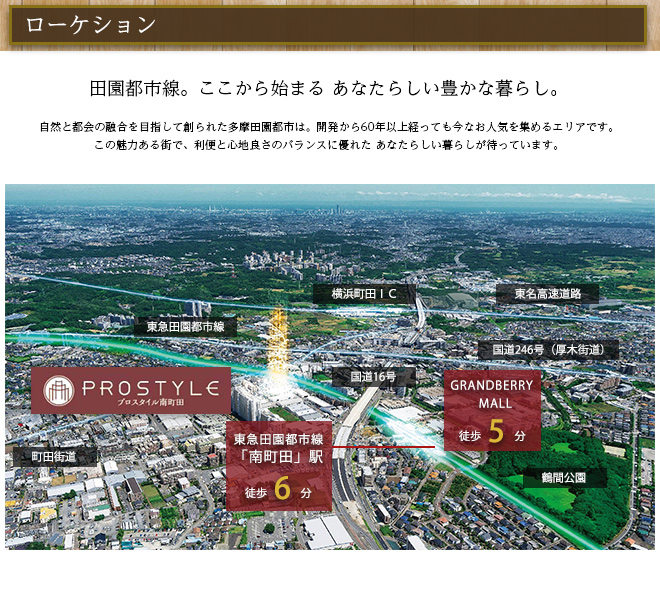 ローケション
田園都市線。ここから始まる あなたらしい豊かな暮らし。
自然と都会の融合を目指して創られた多摩田園都市は。開発から60年以上経っても今なお人気を集めるエリアです。
この魅力ある街で、利便と心地良さのバランスに優れた あなたらしい暮らしが待っています。
横浜町田IC
東名高速道路
東急田園都市線
国道246号（厚木街道）
国道16号
PROSTYLE
プロスタイル南町田
GRANDBERRY
MALL
徒歩 5 分
東急田園都市線
「南町田」駅
徒歩 6 分
町田街道
鶴間公園